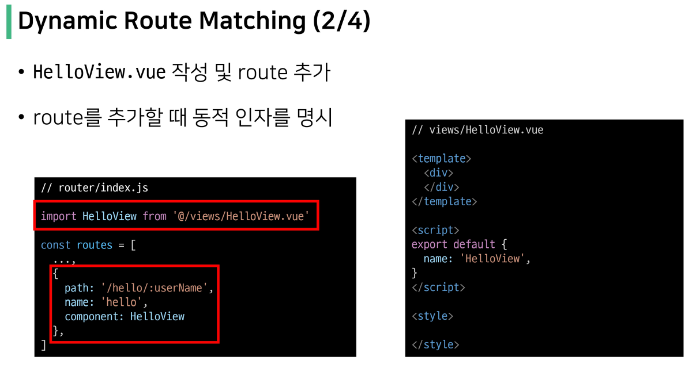 Dynamic Route Matching (2/4)
• HelloView.vue 작성 및 route 추가
• route를 추가할 때 동적 인자를 명시
// router/index.js
import HelloView from '@/views/HelloView.vue'
const routes = [
...,
{
path: '/hello/:userName',
name: 'hello',
component: HelloView
},
]
// views/HelloView.vue
<template>
<div>
</div>
</template>
<script>
export default {
name: 'HelloView',
}
</script>
<style>
</style>